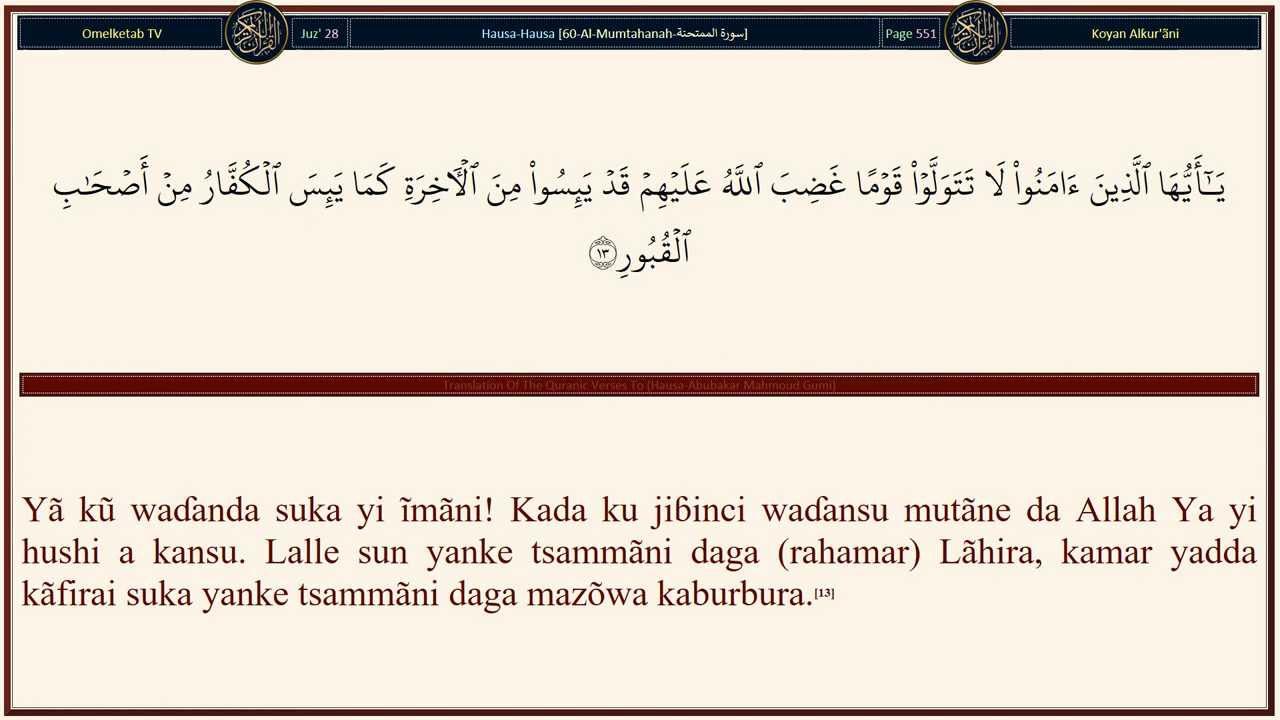 Omelketab TV
Juz' 28
Hausa-Hausa [60-Al-Mumtahanah-سورة الممتحنة]
Page 551
Koyan Alƙur'ãni
يَـٰٓأَيُّهَا ٱلَّذِينَ ءَامَنُواْ لَا تَتَوَلَّوۡاْ قَوۡمًا غَضِبَ ٱللَّهُ عَلَيۡهِمۡ قَدۡ يَئِسُواْ مِنَ ٱلۡأٓخِرَةِ كَمَا يَئِسَ ٱلۡكُفَّارُ مِنۡ أَصۡحَٰبِ
ٱلۡقُبُورِ ١٣
Translation Of The Quranic Verses To (Hausa-Abubakar Mahmoud Gumi)
Yã kũ waɗanda suka yi ĩmãni! Kada ku jiɓinci waɗansu mutãne da Allah Ya yi
hushi a kansu. Lalle sun yanke tsammãni daga (rahamar) Lãhira, kamar yadda
kãfirai suka yanke tsammãni daga mazõwa kaburbura.[13]